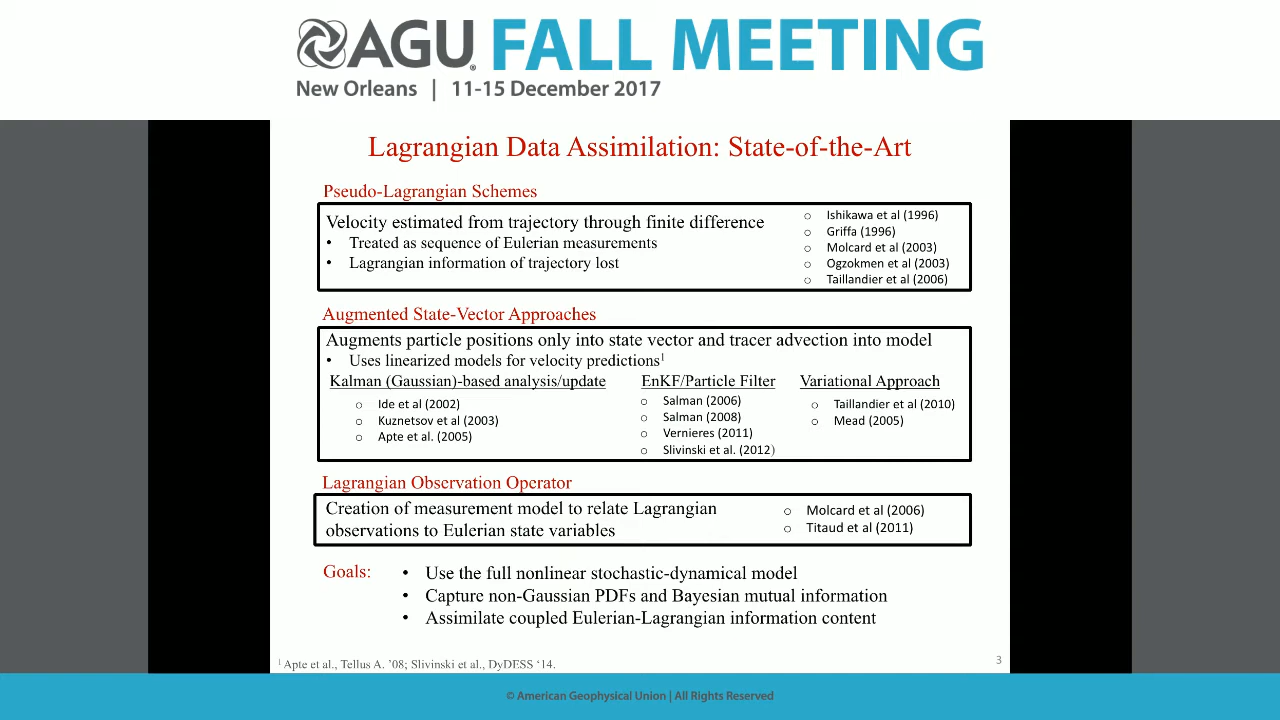 AGU FALL MEETING
New Orleans | 11-15 December 2017
Lagrangian Data Assimilation: State-of-the-Art
Pseudo-Lagrangian Schemes
Velocity estimated from trajectory through finite difference
• Treated as sequence of Eulerian measurements
• Lagrangian information of trajectory lost
o Ishikawa et al (1996)
o Griffa (1996)
o Molcard et al (2003)
o Ogzokmen et al (2003)
o Taillandier et al (2006)
Augmented State-Vector Approaches
Augments particle positions only into state vector and tracer advection into model
• Uses linearized models for velocity predictions¹
Kalman (Gaussian)-based analysis/update
o Ide et al (2002)
o Kuznetsov et al (2003)
o Apte et al. (2005)
EnKF/Particle Filter
o Salman (2006)
o Salman (2008)
o Vernieres (2011)
o Slivinski et al. (2012)
Variational Approach
o Taillandier et al (2010)
o Mead (2005)
Lagrangian Observation Operator
Creation of measurement model to relate Lagrangian
observations to Eulerian state variables
o Molcard et al (2006)
o Titaud et al (2011)
Goals:
• Use the full nonlinear stochastic-dynamical model
• Capture non-Gaussian PDFs and Bayesian mutual information
• Assimilate coupled Eulerian-Lagrangian information content
¹ Apte et al., Tellus A. ’08; Slivinski et al., DyDESS ‘14.
3
© American Geophysical Union | All Rights Reserved